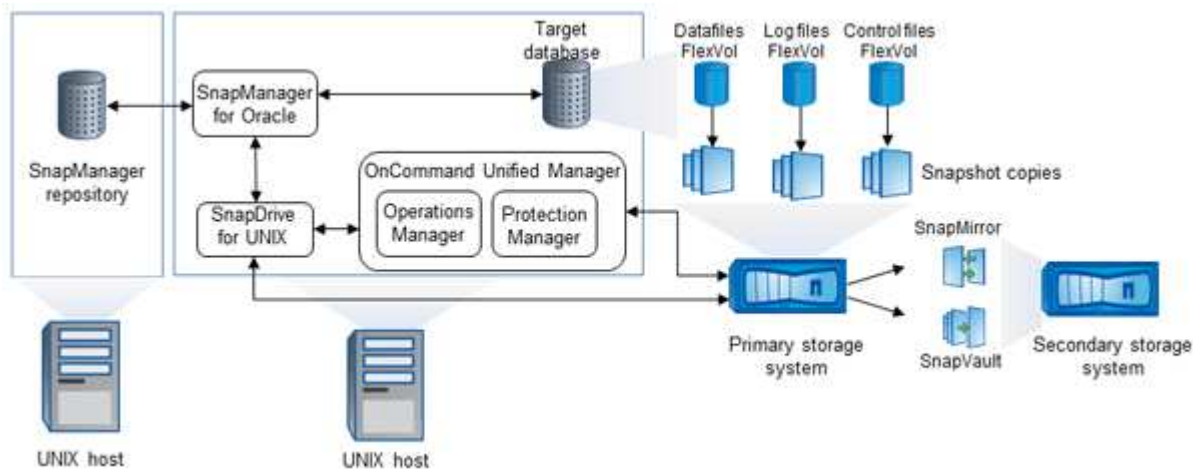 Target
database
Datafiles
FlexVol
Log files
FlexVol
Control files
FlexVol
SnapManager
for Oracle
SnapManager
repository
OnCommand Unified Manager
Operations
Manager
Protection
Manager
SnapDrive
for UNIX
Snapshot copies
SnapMirror
Primary storage
system
SnapVault
Secondary storage
system
UNIX host
UNIX host